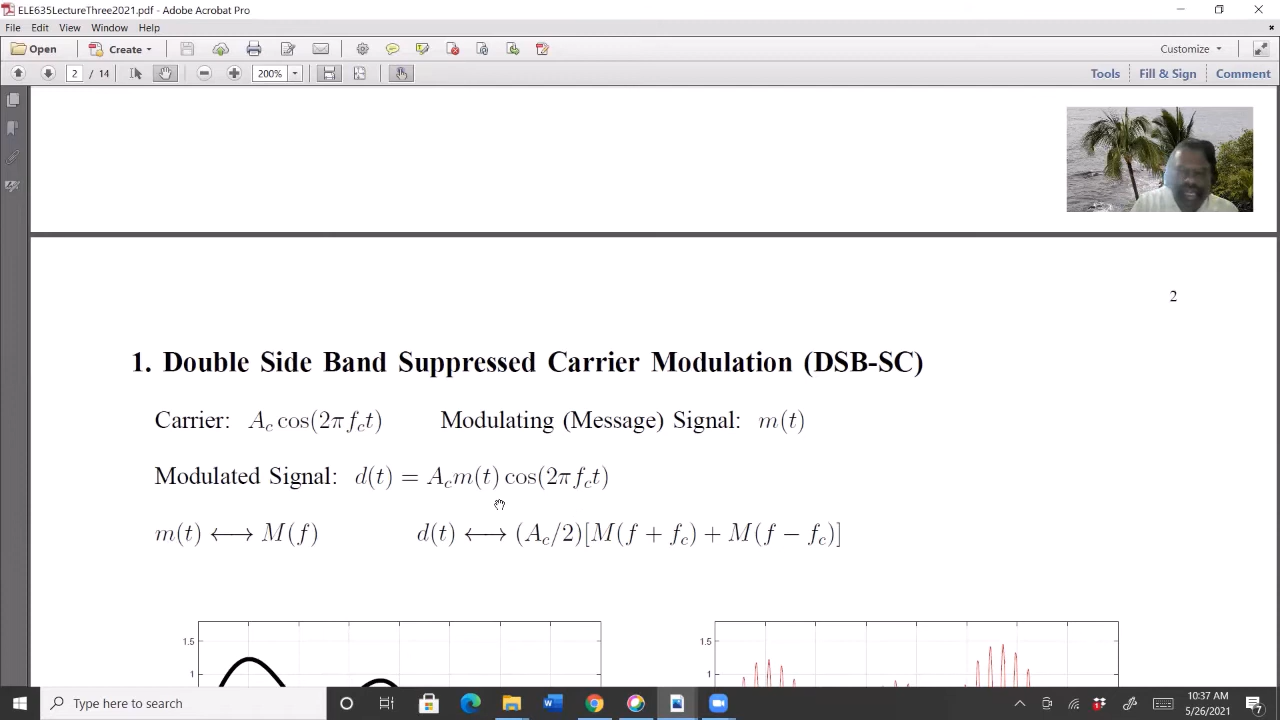 ELE635LectureThree2021.pdf - Adobe Acrobat Pro
File Edit View Window Help
Open Create Customize
2 / 14 200% Tools Fill & Sign Comment
2
1. Double Side Band Suppressed Carrier Modulation (DSB-SC)
Carrier: A_c cos(2πf_c t) Modulating (Message) Signal: m(t)
Modulated Signal: d(t) = A_c m(t) cos(2πf_c t)
m(t) ⟷ M(f) d(t) ⟷ (A_c/2)[M(f + f_c) + M(f − f_c)]
1.5 1.5
1 1
Type here to search
10:37 AM
5/26/2021
7